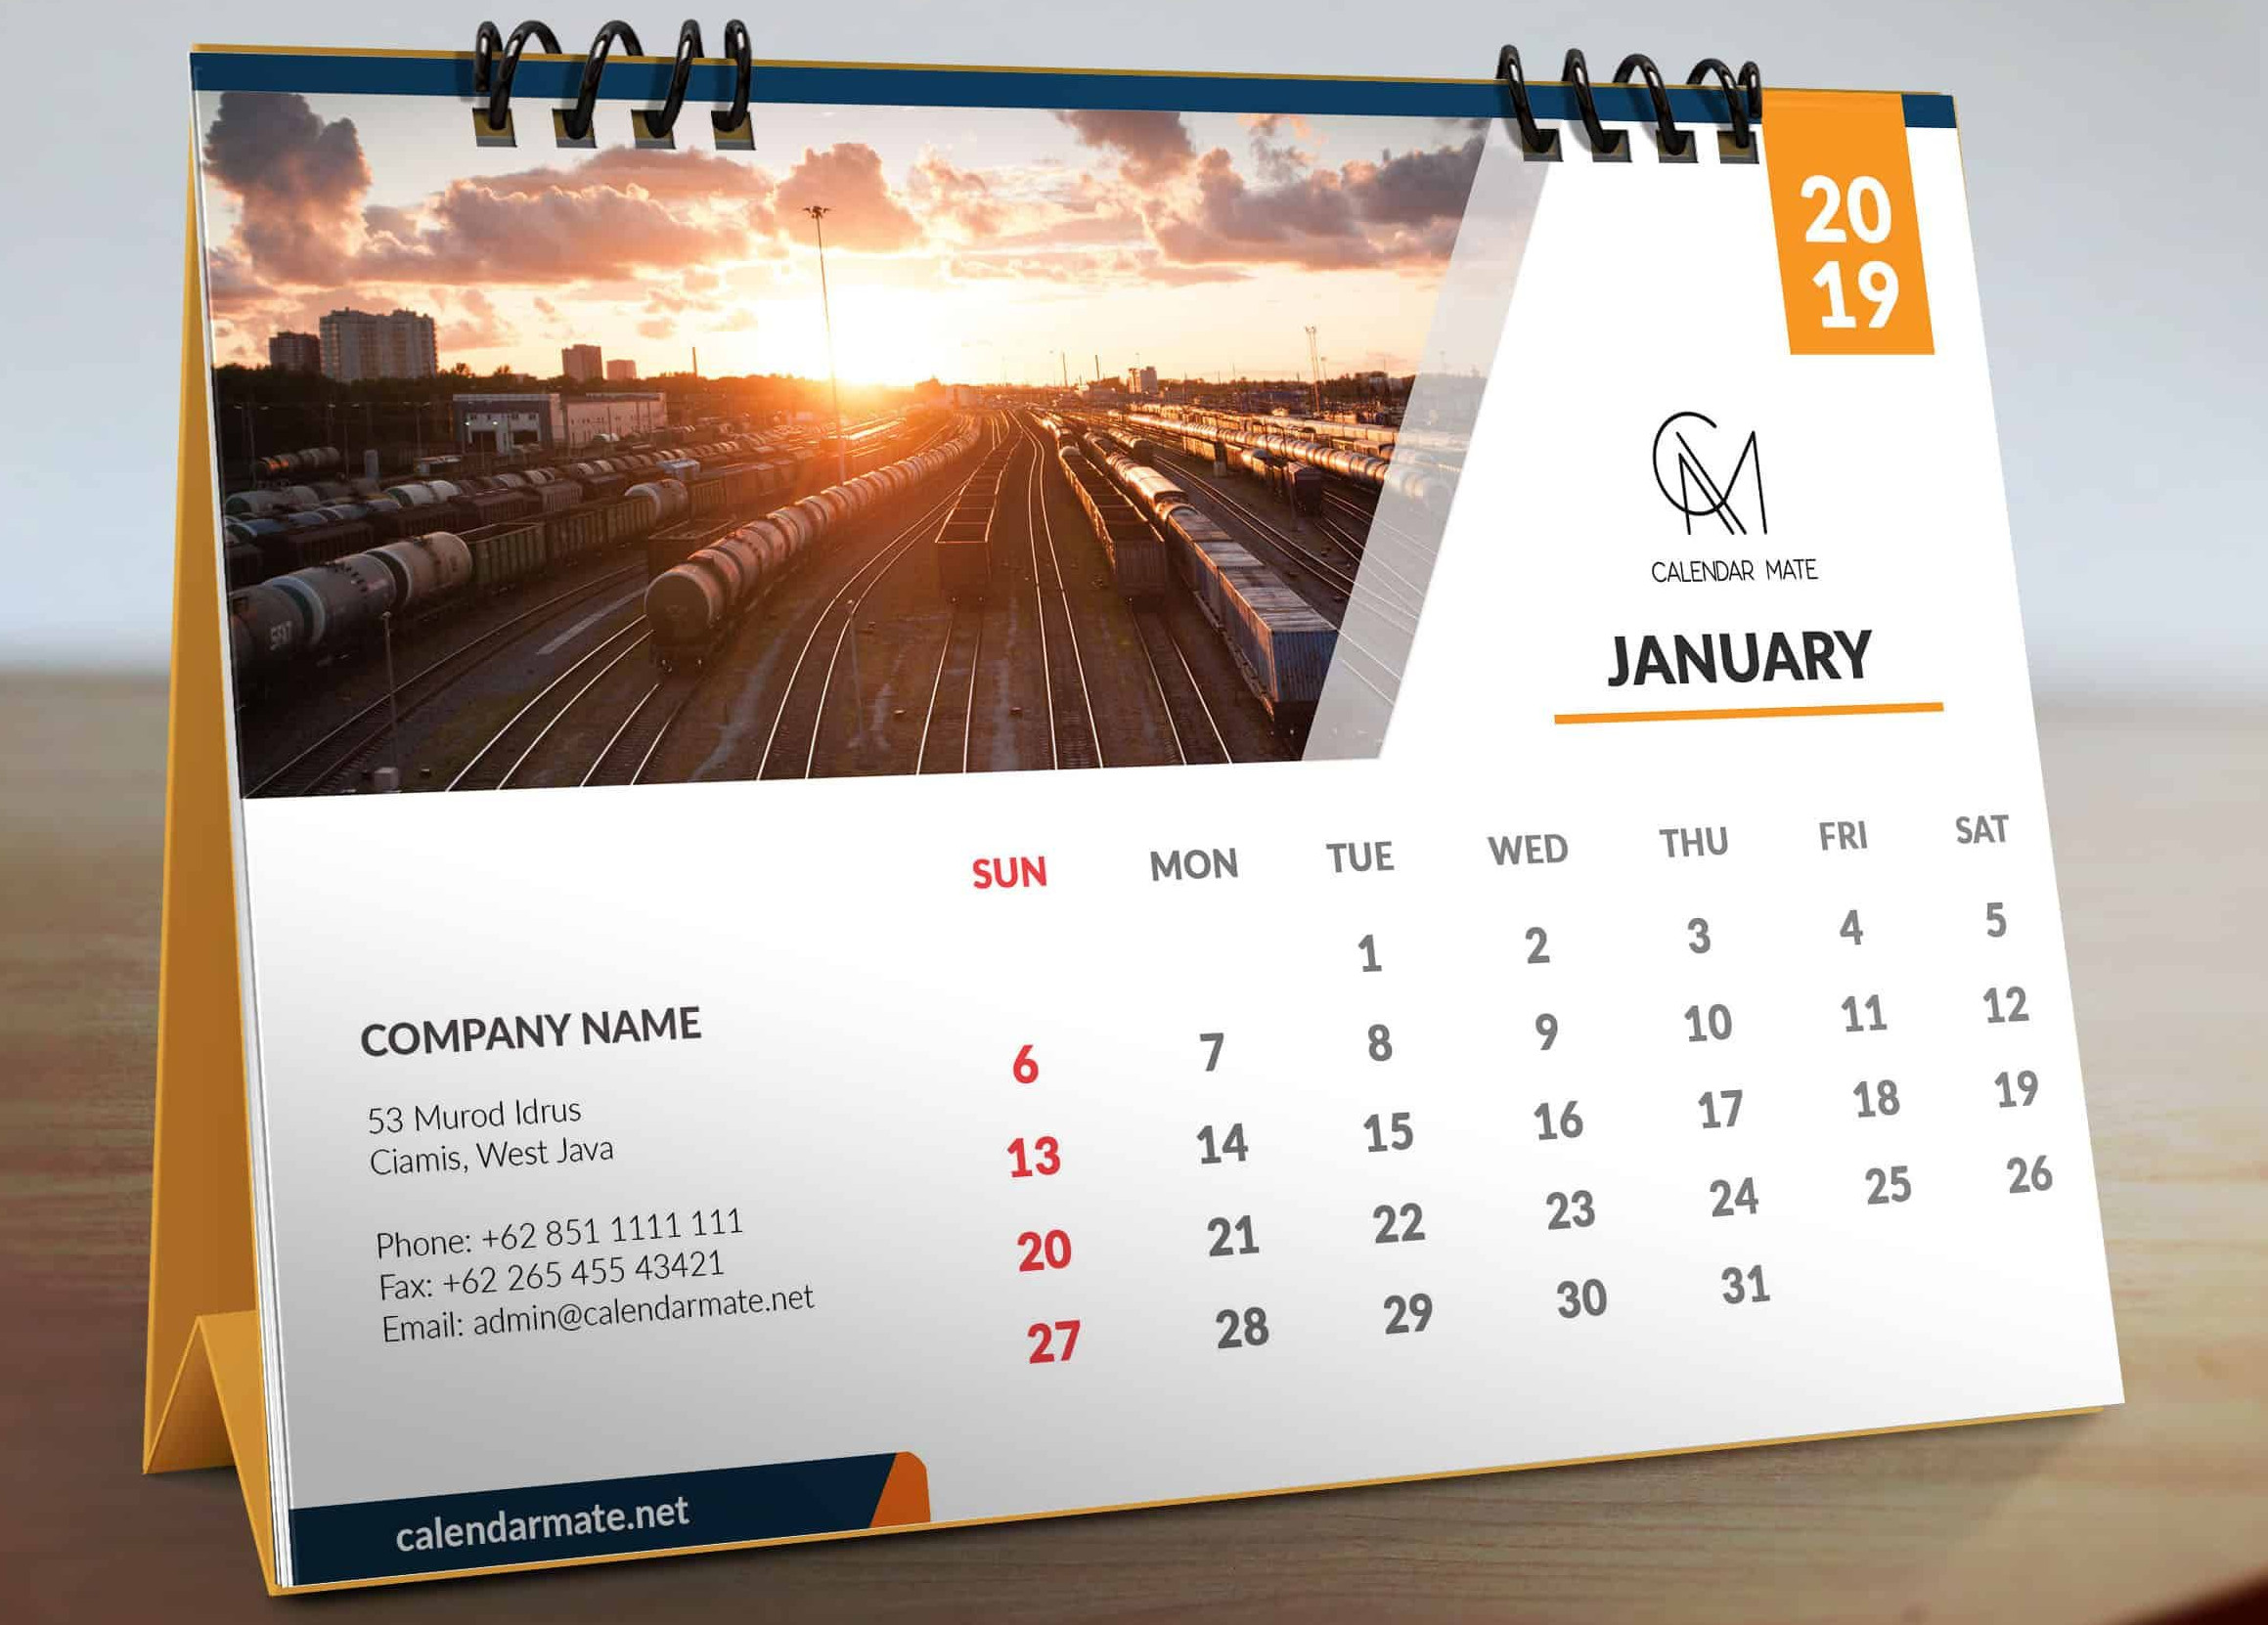 20
19
CM
CALENDAR MATE
JANUARY
SUN MON TUE WED THU FRI SAT
1 2 3 4 5
6 7 8 9 10 11 12
13 14 15 16 17 18 19
20 21 22 23 24 25 26
27 28 29 30 31
COMPANY NAME
53 Murod Idrus
Ciamis, West Java
Phone: +62 851 1111 111
Fax: +62 265 455 43421
Email: admin@calendarmate.net
calendarmate.net